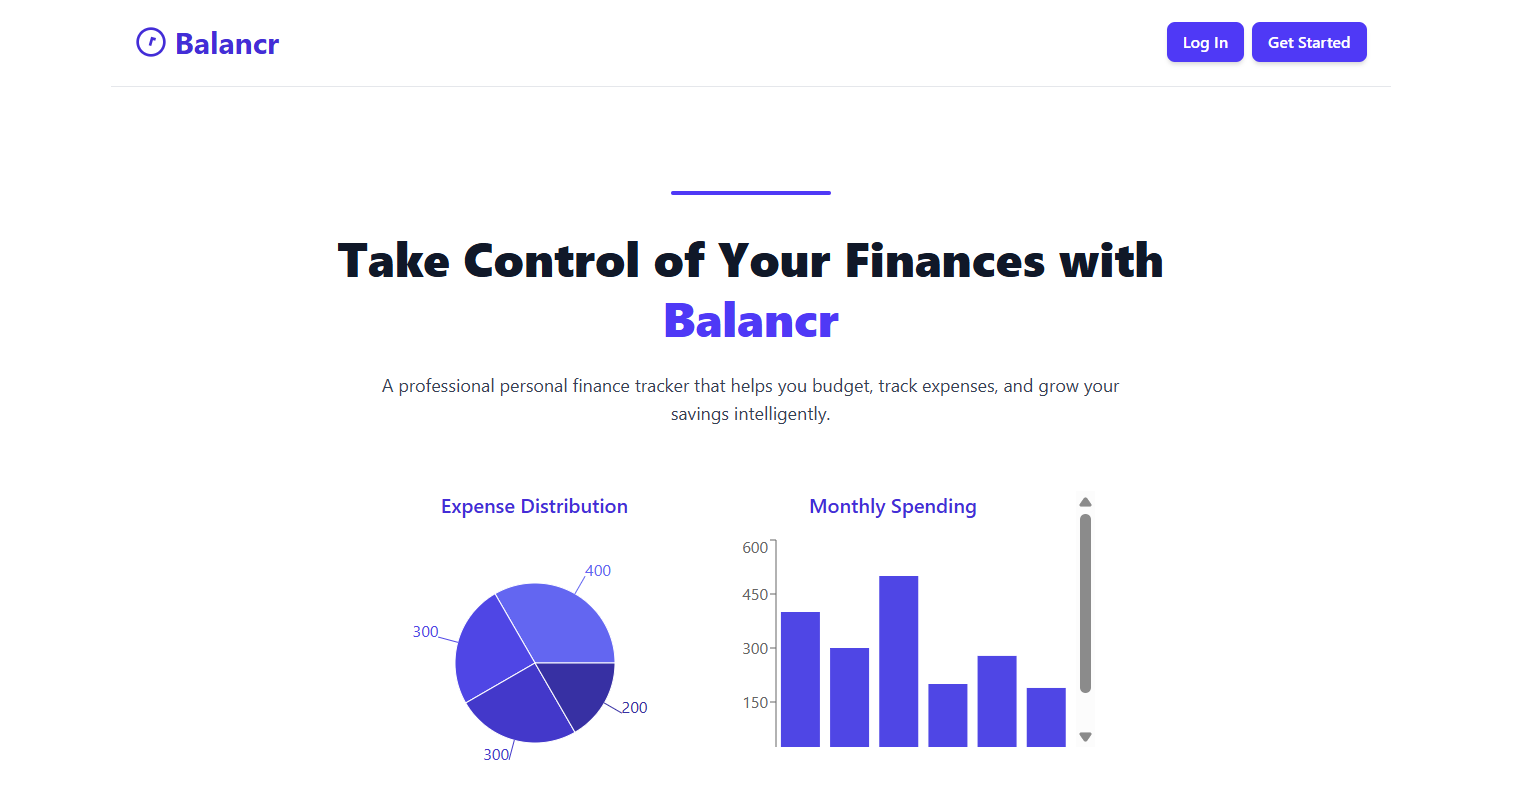 Balancr
Log In
Get Started
Take Control of Your Finances with
Balancr
A professional personal finance tracker that helps you budget, track expenses, and grow your
savings intelligently.
Expense Distribution
400
300
200
300
Monthly Spending
600
450
300
150